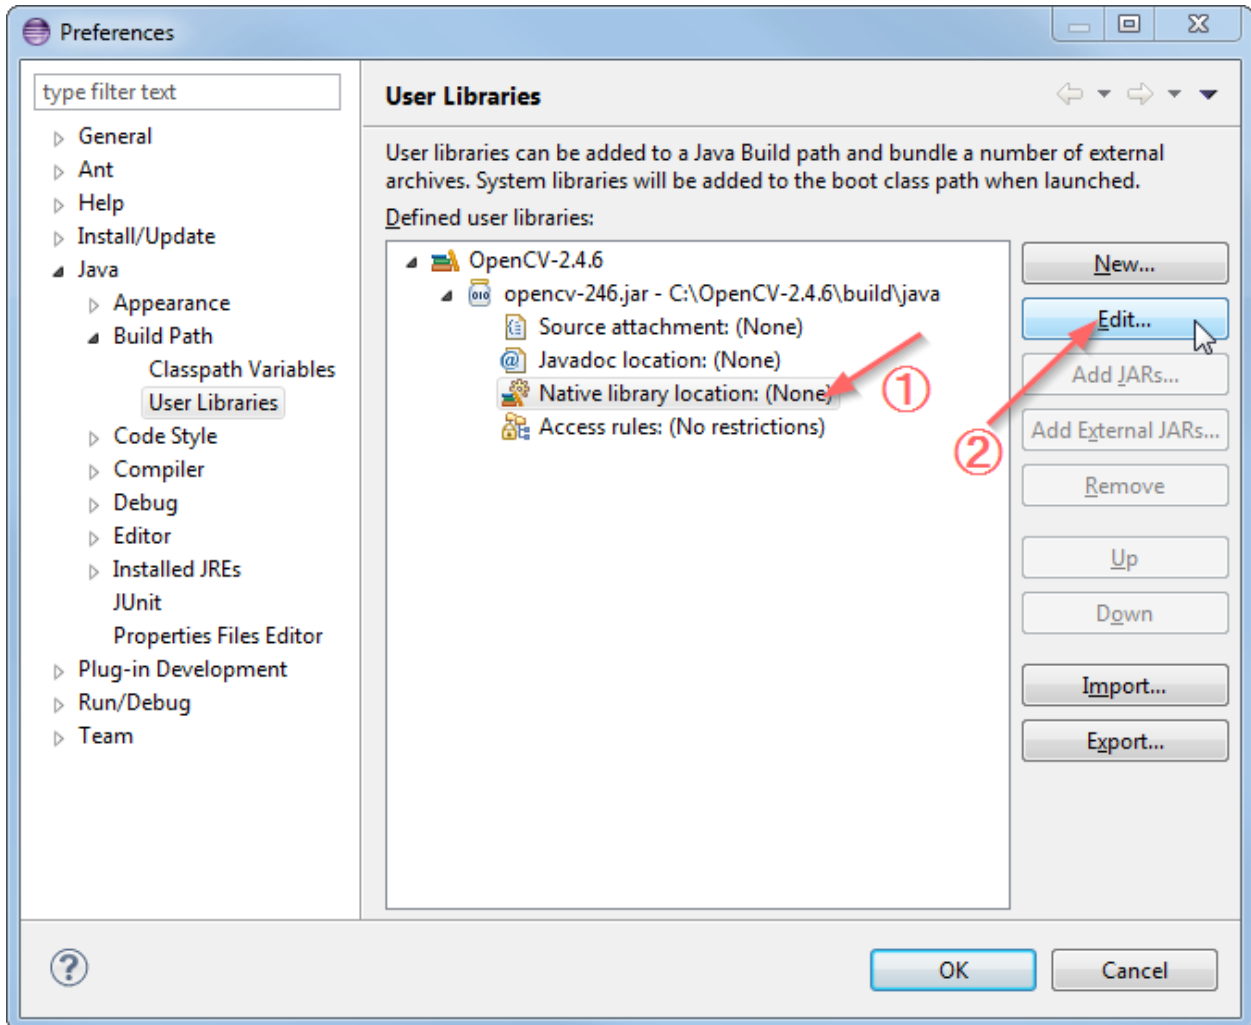 Preferences
type filter text
General
Ant
Help
Install/Update
Java
Appearance
Build Path
Classpath Variables
User Libraries
Code Style
Compiler
Debug
Editor
Installed JREs
JUnit
Properties Files Editor
Plug-in Development
Run/Debug
Team
User Libraries
User libraries can be added to a Java Build path and bundle a number of external
archives. System libraries will be added to the boot class path when launched.
Defined user libraries:
OpenCV-2.4.6
opencv-246.jar - C:\OpenCV-2.4.6\build\java
Source attachment: (None)
Javadoc location: (None)
Native library location: (None)
Access rules: (No restrictions)
①
②
New...
Edit...
Add JARs...
Add External JARs...
Remove
Up
Down
Import...
Export...
OK
Cancel